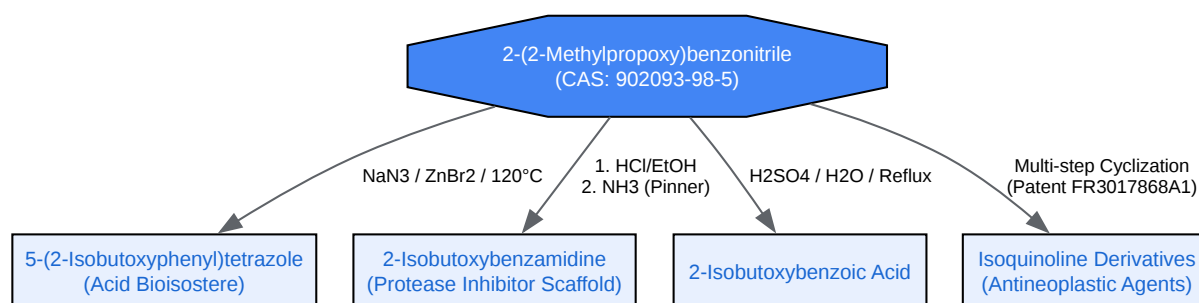 2-(2-Methylpropoxy)benzonitrile
(CAS: 902093-98-5)
NaN3 / ZnBr2 / 120°C
1. HCl/EtOH
2. NH3 (Pinner)
H2SO4 / H2O / Reflux
Multi-step Cyclization
(Patent FR3017868A1)
5-(2-Isobutoxyphenyl)tetrazole
(Acid Bioisostere)
2-Isobutoxybenzamidine
(Protease Inhibitor Scaffold)
2-Isobutoxybenzoic Acid
Isoquinoline Derivatives
(Antineoplastic Agents)